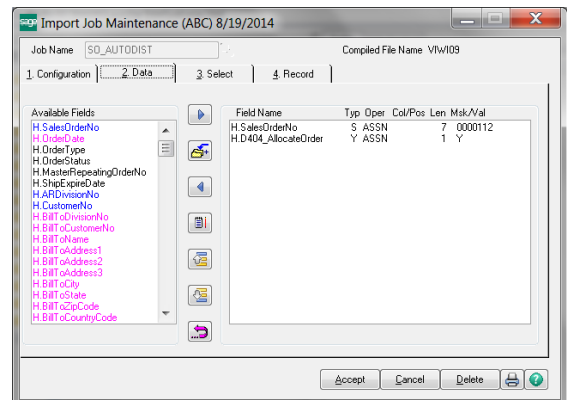 sage Import Job Maintenance (ABC) 8/19/2014
Job Name SO_AUTODIST Compiled File Name VIWI09
1. Configuration 2. Data 3. Select 4. Record
Available Fields
H.SalesOrderNo
H.OrderDate
H.OrderType
H.OrderStatus
H.MasterRepeatingOrderNo
H.ShipExpireDate
H.ARDivisionNo
H.CustomerNo
H.BillToDivisionNo
H.BillToCustomerNo
H.BillToName
H.BillToAddress1
H.BillToAddress2
H.BillToAddress3
H.BillToCity
H.BillToState
H.BillToZipCode
H.BillToCountryCode
Field Name Typ Oper Col/Pos Len Msk/Val
H.SalesOrderNo S ASSN 7 0000112
H.D404_AllocateOrder Y ASSN 1 Y
Accept Cancel Delete